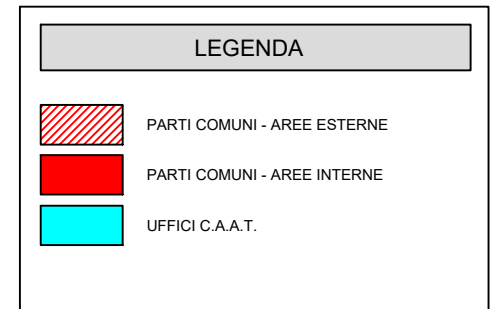 LEGENDA
PARTI COMUNI - AREE ESTERNE
PARTI COMUNI - AREE INTERNE
UFFICI C.A.A.T.